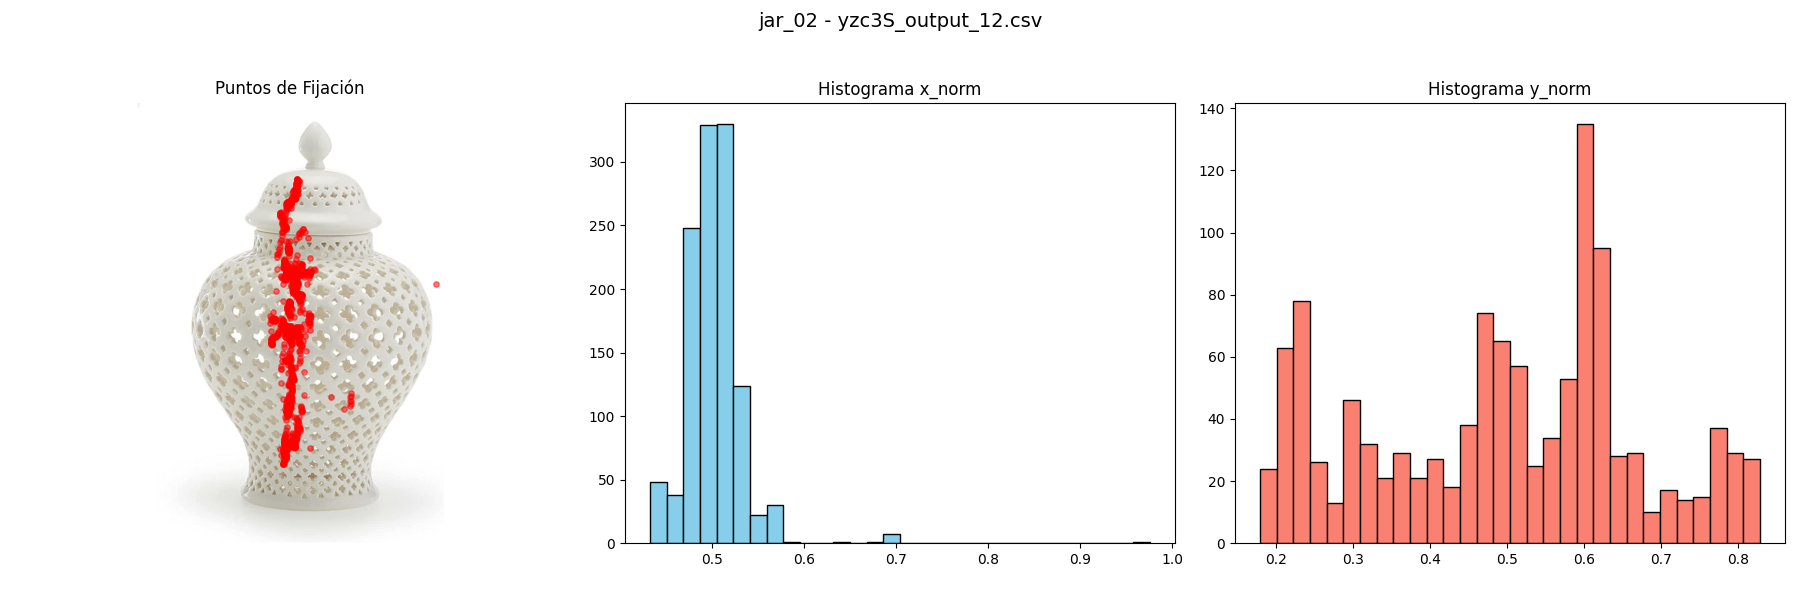 jar_02 - yzc3S_output_12.csv
Puntos de Fijación
Histograma x_norm
300
250
200
150
100
50
0
0.5 0.6 0.7 0.8 0.9 1.0
Histograma y_norm
140
120
100
80
60
40
20
0
0.2 0.3 0.4 0.5 0.6 0.7 0.8